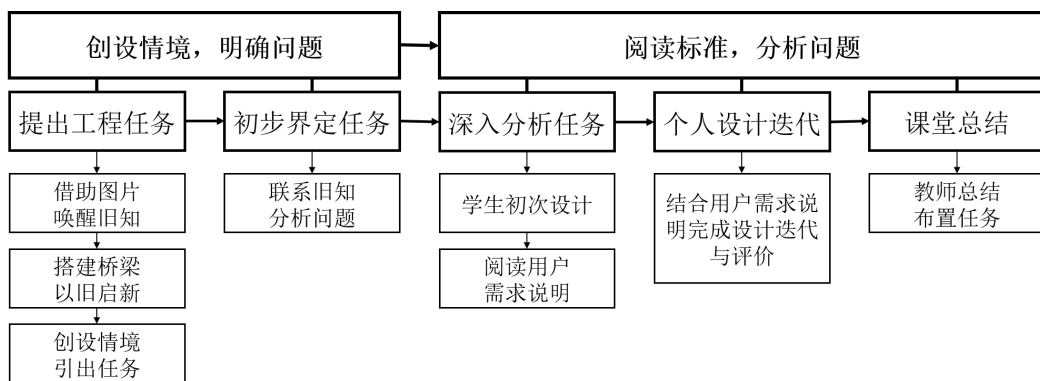 创设情境，明确问题
阅读标准，分析问题
提出工程任务
初步界定任务
深入分析任务
个人设计迭代
课堂总结
借助图片
唤醒旧知
搭建桥梁
以旧启新
创设情境
引出任务
联系旧知
分析问题
学生初次设计
阅读用户
需求说明
结合用户需求说
明完成设计迭代
与评价
教师总结
布置任务